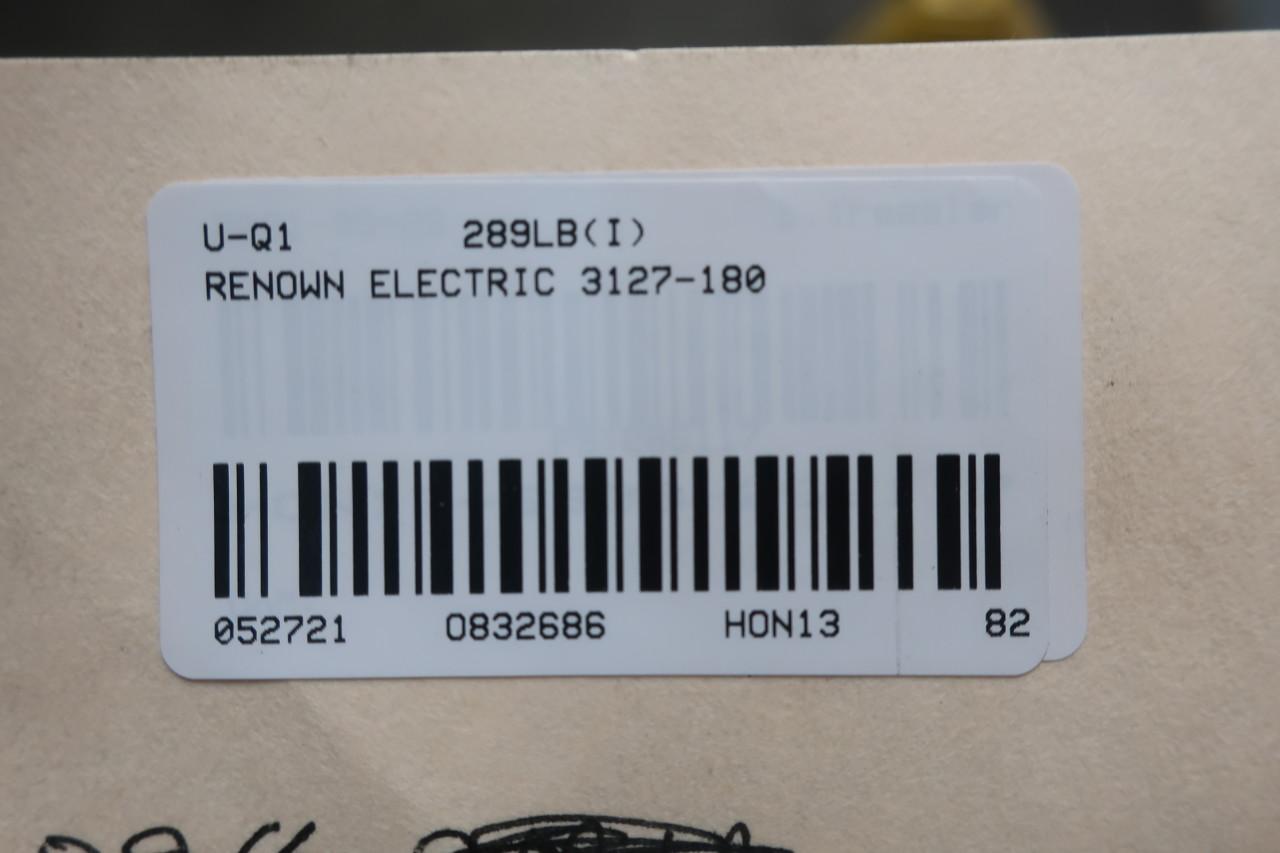 U-Q1 289LB(I)
RENOWN ELECTRIC 3127-180
052721 0832686 HON13 82